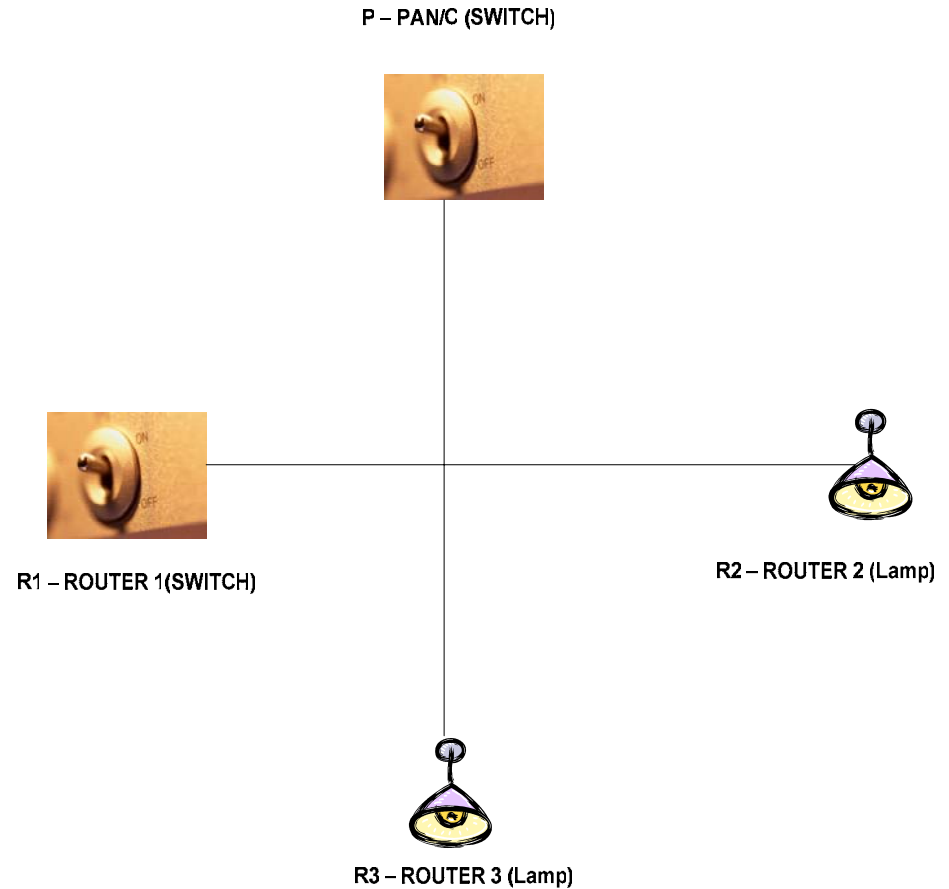 P – PAN/C (SWITCH)
ON
OFF
ON
OFF
R1 – ROUTER 1(SWITCH)
R2 – ROUTER 2 (Lamp)
R3 – ROUTER 3 (Lamp)